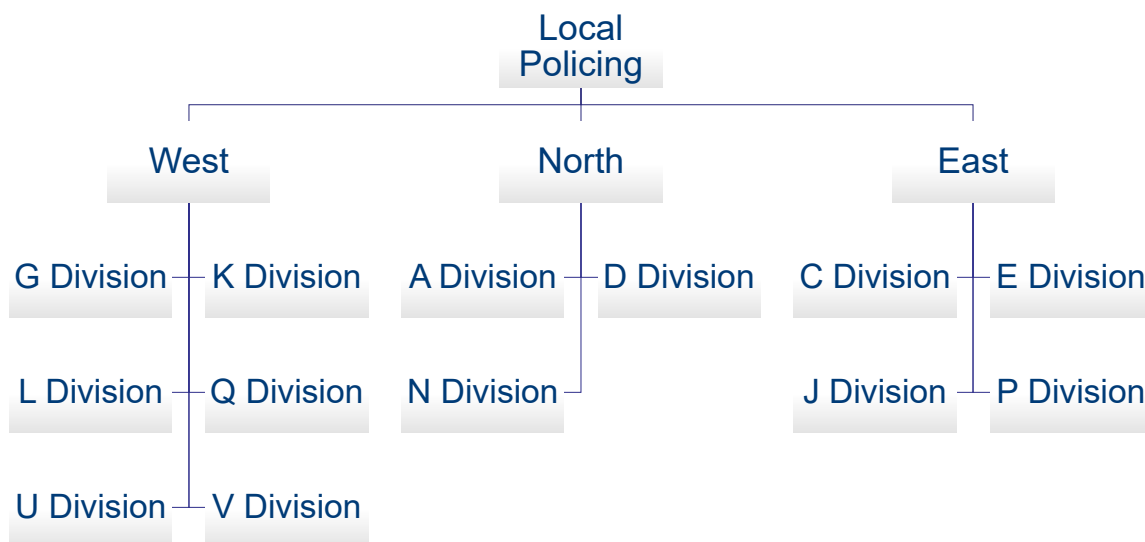 Local
Policing
West
North
East
G Division
K Division
A Division
D Division
C Division
E Division
L Division
Q Division
N Division
J Division
P Division
U Division
V Division